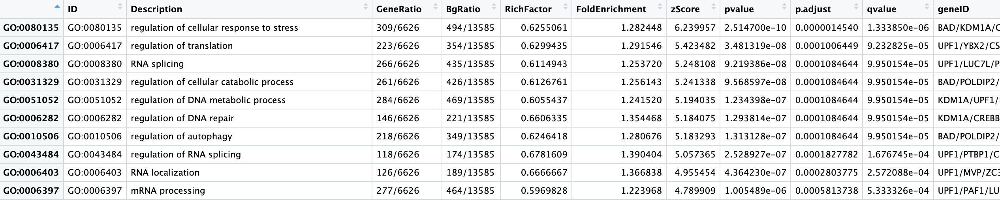 ID Description GeneRatio BgRatio RichFactor FoldEnrichment zScore pvalue p.adjust qvalue geneID
GO:0080135 GO:0080135 regulation of cellular response to stress 309/6626 494/13585 0.6255061 1.282448 6.239957 2.514700e-10 0.0000014540 1.333850e-06 BAD/KDM1A/C
GO:0006417 GO:0006417 regulation of translation 223/6626 354/13585 0.6299435 1.291546 5.423482 3.481319e-08 0.0001006449 9.232825e-05 UPF1/YBX2/CS
GO:0008380 GO:0008380 RNA splicing 266/6626 435/13585 0.6114943 1.253720 5.248108 9.219386e-08 0.0001084644 9.950154e-05 UPF1/LUC7L/P
GO:0031329 GO:0031329 regulation of cellular catabolic process 261/6626 426/13585 0.6126761 1.256143 5.241338 9.568597e-08 0.0001084644 9.950154e-05 BAD/POLDIP2/
GO:0051052 GO:0051052 regulation of DNA metabolic process 284/6626 469/13585 0.6055437 1.241520 5.194035 1.234398e-07 0.0001084644 9.950154e-05 KDM1A/UPF1/
GO:0006282 GO:0006282 regulation of DNA repair 146/6626 221/13585 0.6606335 1.354468 5.184075 1.293814e-07 0.0001084644 9.950154e-05 KDM1A/CREBB
GO:0010506 GO:0010506 regulation of autophagy 218/6626 349/13585 0.6246418 1.280676 5.183293 1.313128e-07 0.0001084644 9.950154e-05 BAD/POLDIP2/
GO:0043484 GO:0043484 regulation of RNA splicing 118/6626 174/13585 0.6781609 1.390404 5.057365 2.528927e-07 0.0001827782 1.676745e-04 UPF1/PTBP1/C
GO:0006403 GO:0006403 RNA localization 126/6626 189/13585 0.6666667 1.366838 4.955454 4.364230e-07 0.0002803775 2.572088e-04 UPF1/MVP/ZC3
GO:0006397 GO:0006397 mRNA processing 277/6626 464/13585 0.5969828 1.223968 4.789909 1.005489e-06 0.0005813738 5.333326e-04 UPF1/PAF1/LU